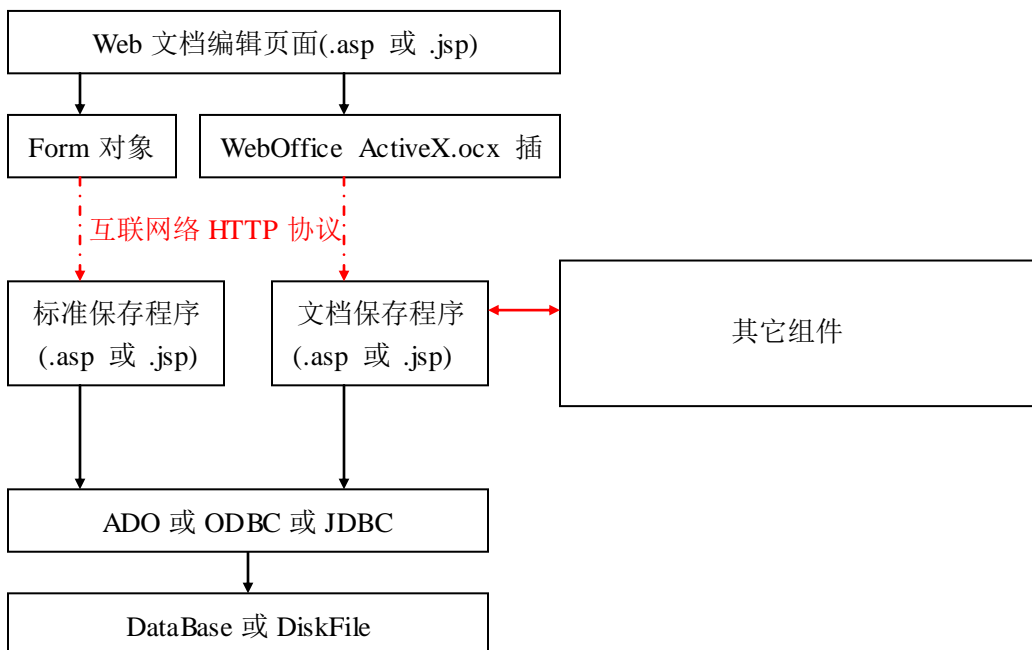 Web 文档编辑页面(.asp 或 .jsp)
Form 对象
WebOffice ActiveX.ocx 插
互联网络 HTTP 协议
标准保存程序
(.asp 或 .jsp)
文档保存程序
(.asp 或 .jsp)
其它组件
ADO 或 ODBC 或 JDBC
DataBase 或 DiskFile